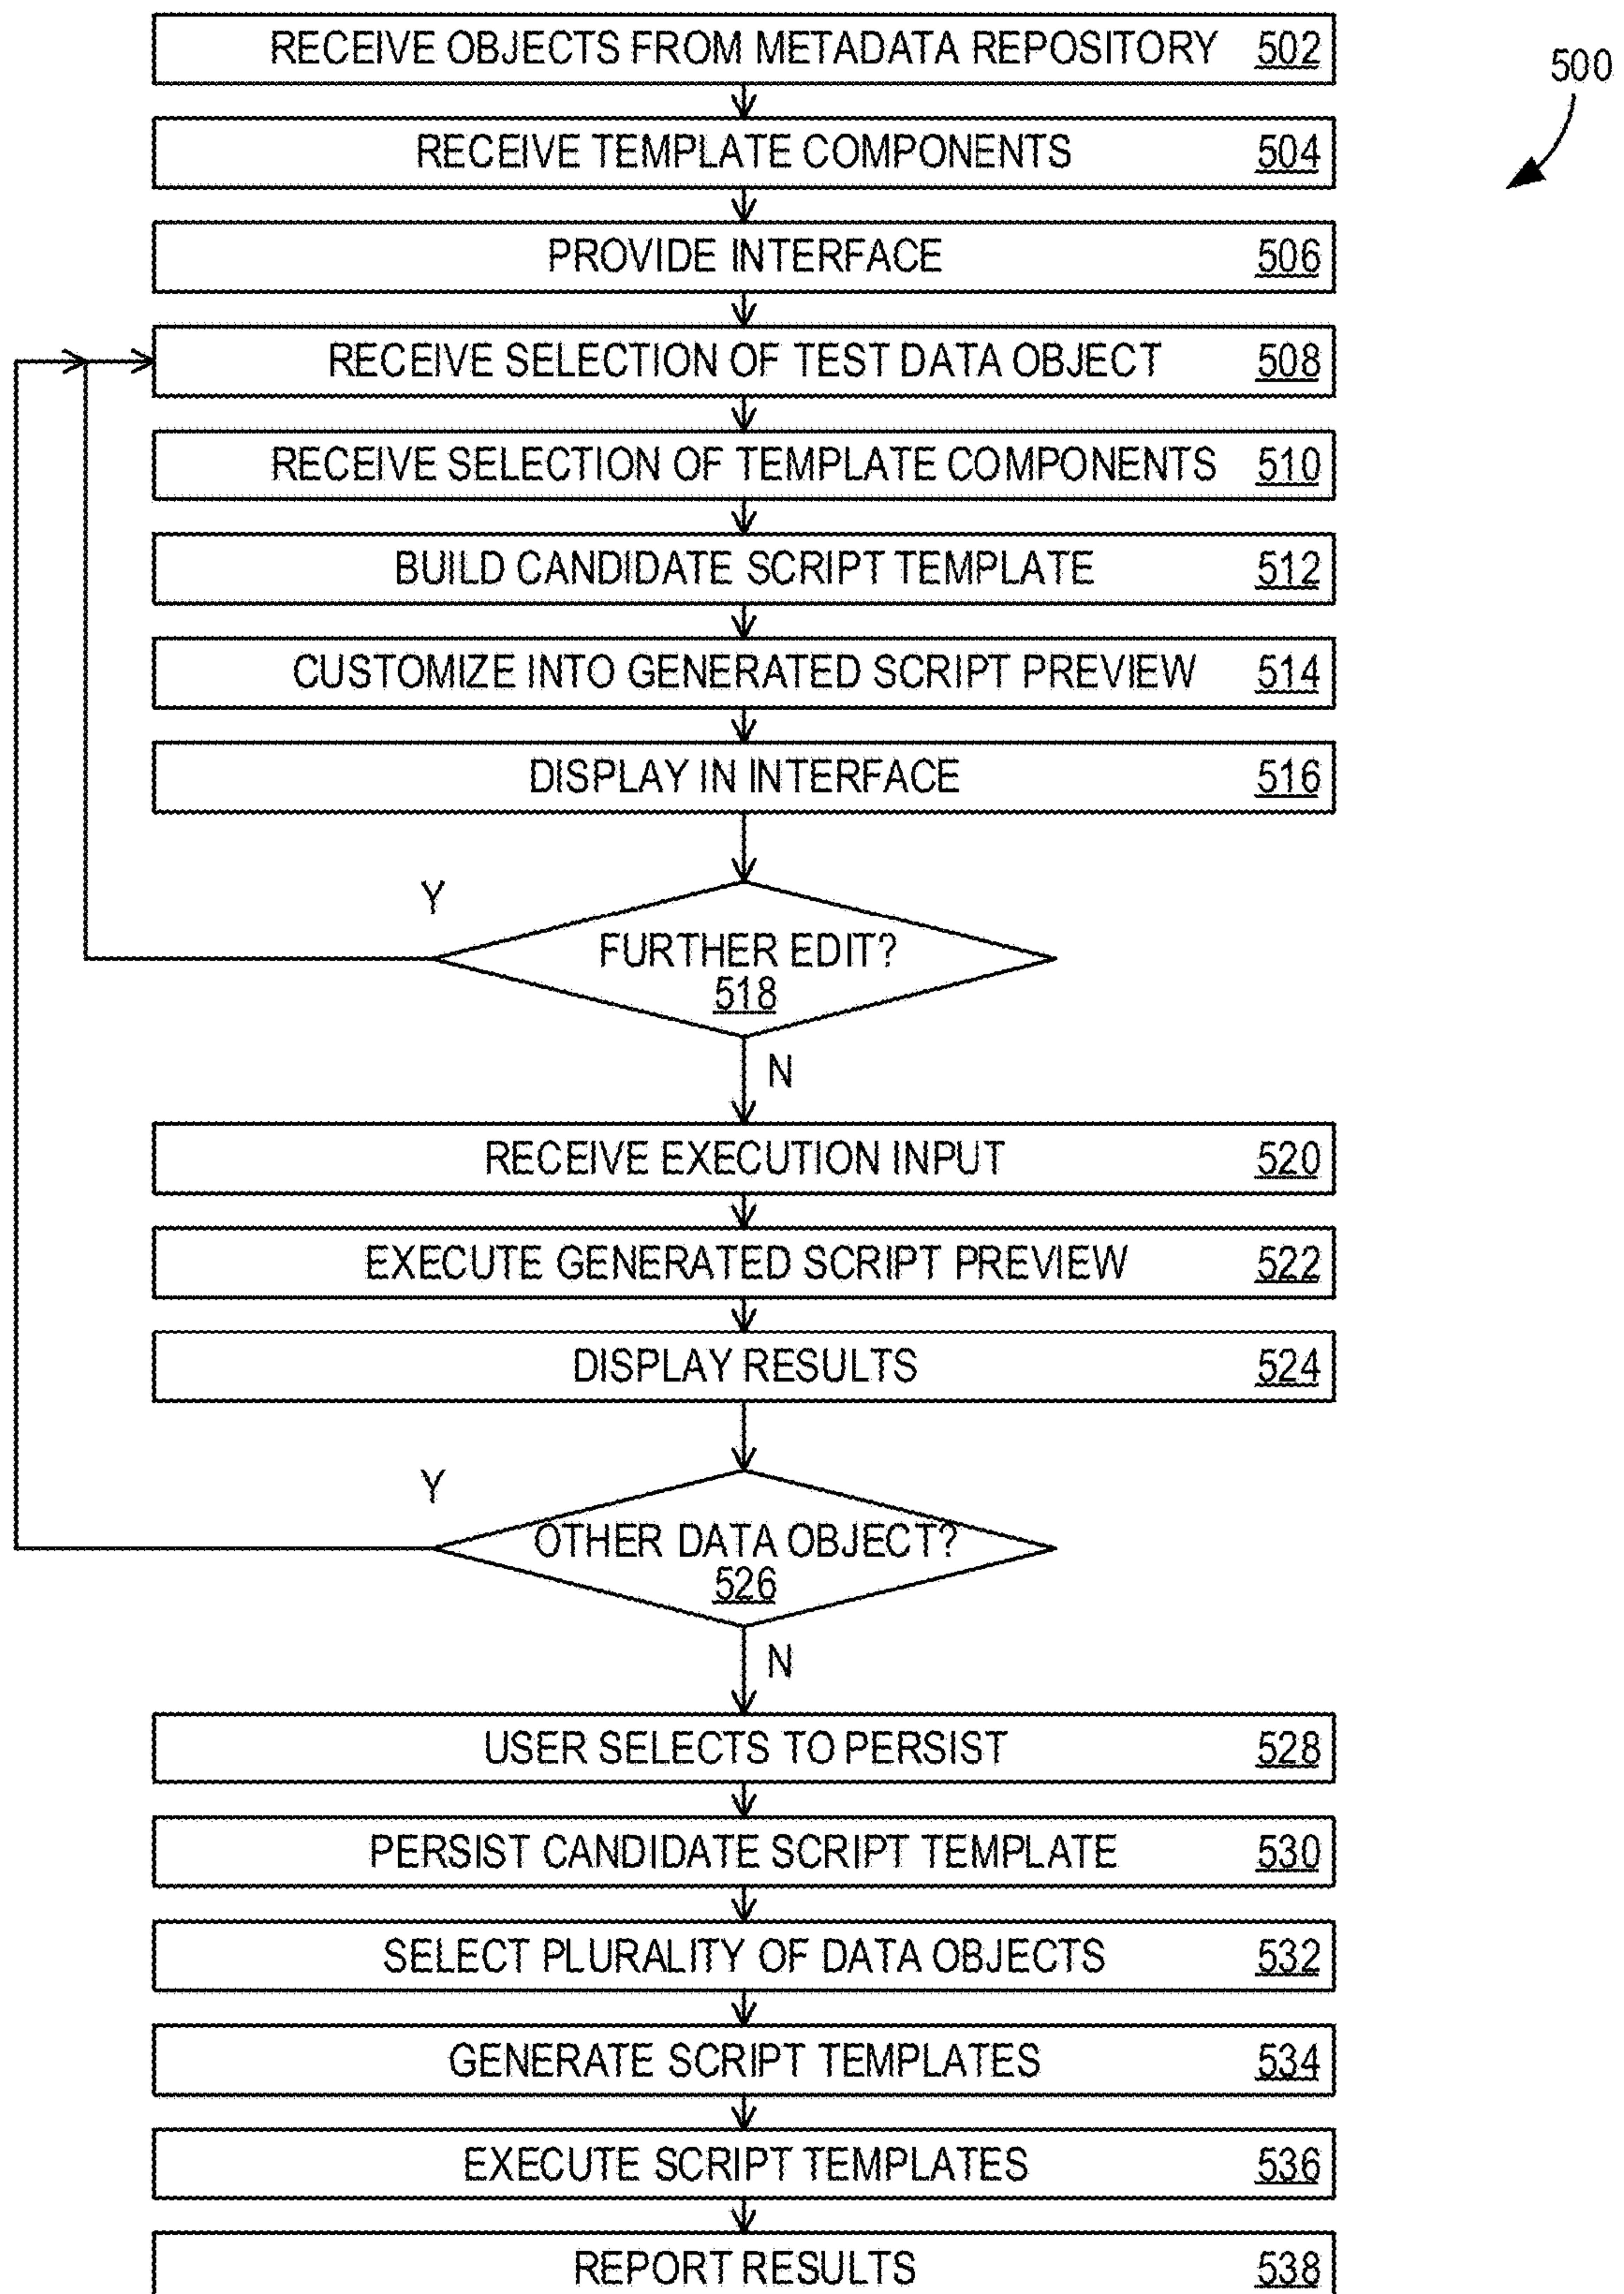 RECEIVE OBJECTS FROM METADATA REPOSITORY 502
500
RECEIVE TEMPLATE COMPONENTS 504
PROVIDE INTERFACE 506
RECEIVE SELECTION OF TEST DATA OBJECT 508
RECEIVE SELECTION OF TEMPLATE COMPONENTS 510
BUILD CANDIDATE SCRIPT TEMPLATE 512
CUSTOMIZE INTO GENERATED SCRIPT PREVIEW 514
DISPLAY IN INTERFACE 516
Y
FURTHER EDIT?
518
N
RECEIVE EXECUTION INPUT 520
EXECUTE GENERATED SCRIPT PREVIEW 522
DISPLAY RESULTS 524
Y
OTHER DATA OBJECT?
526
N
USER SELECTS TO PERSIST 528
PERSIST CANDIDATE SCRIPT TEMPLATE 530
SELECT PLURALITY OF DATA OBJECTS 532
GENERATE SCRIPT TEMPLATES 534
EXECUTE SCRIPT TEMPLATES 536
REPORT RESULTS 538